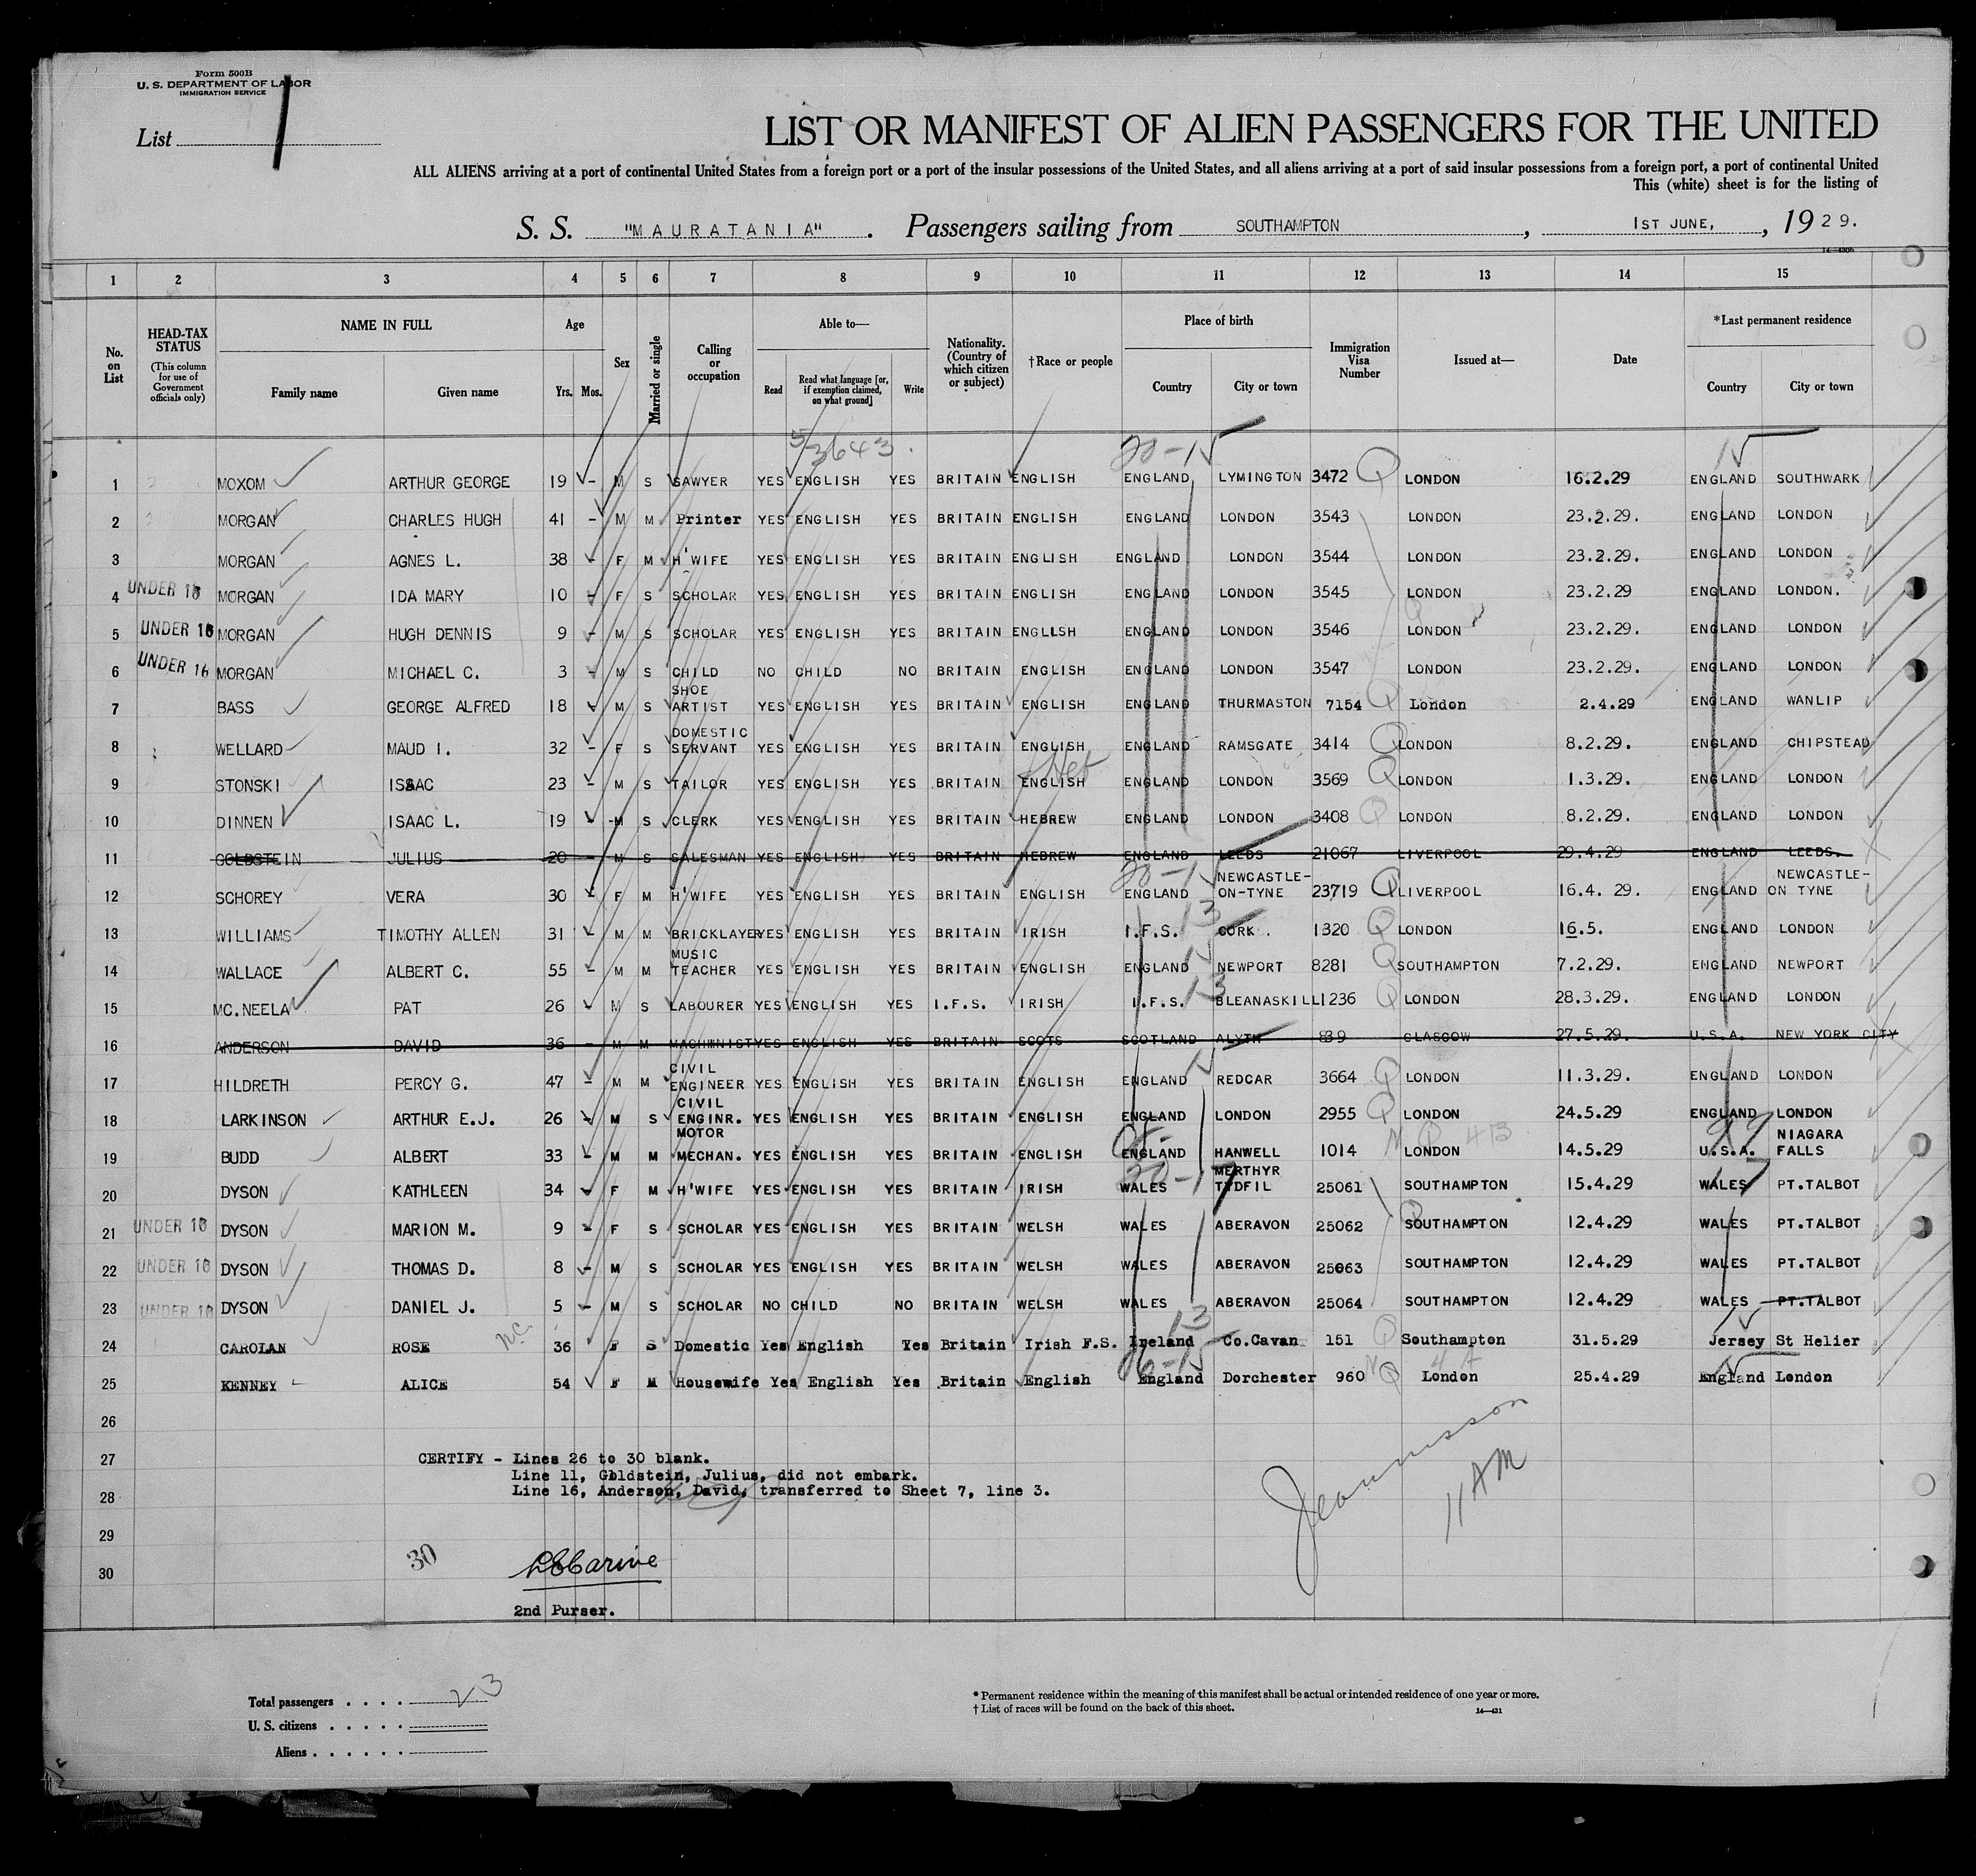 Form 500B
U. S. DEPARTMENT OF LABOR
IMMIGRATION SERVICE
List 1
LIST OR MANIFEST OF ALIEN PASSENGERS FOR THE UNITED
ALL ALIENS arriving at a port of continental United States from a foreign port or a port of the insular possessions of the United States, and all aliens arriving at a port of said insular possessions from a foreign port, a port of continental United
This (white) sheet is for the listing of
S. S. "MAURATANIA". Passengers sailing from SOUTHAMPTON, 1ST JUNE, 1929.
1 2 3 4 5 6 7 8 9 10 11 12 13 14 15
No. on List HEAD-TAX STATUS (This column for use of Government officials only) NAME IN FULL Family name Given name Age Yrs. Mos. Sex Married or single Calling or occupation Able to— Read Read what language [or, if exemption claimed, on what ground] Write Nationality. (Country of which citizen or subject) †Race or people Place of birth Country City or town Immigration Visa Number Issued at— Date *Last permanent residence Country City or town
53643 20-15 15
1 MOXOM ARTHUR GEORGE 19 - M S SAWYER YES ENGLISH YES BRITAIN ENGLISH ENGLAND LYMINGTON 3472 LONDON 16.2.29 ENGLAND SOUTHWARK
2 MORGAN CHARLES HUGH 41 - M M Printer YES ENGLISH YES BRITAIN ENGLISH ENGLAND LONDON 3543 LONDON 23.2.29. ENGLAND LONDON
3 MORGAN AGNES L. 38 - F M H'WIFE YES ENGLISH YES BRITAIN ENGLISH ENGLAND LONDON 3544 LONDON 23.2.29. ENGLAND LONDON
4 UNDER 16 MORGAN IDA MARY 10 - F S SCHOLAR YES ENGLISH YES BRITAIN ENGLISH ENGLAND LONDON 3545 LONDON 23.2.29 ENGLAND LONDON.
5 UNDER 16 MORGAN HUGH DENNIS 9 - M S SCHOLAR YES ENGLISH YES BRITAIN ENGLISH ENGLAND LONDON 3546 LONDON 23.2.29. ENGLAND LONDON
6 UNDER 16 MORGAN MICHAEL C. 3 - M S CHILD NO CHILD NO BRITAIN ENGLISH ENGLAND LONDON 3547 LONDON 23.2.29. ENGLAND LONDON
7 BASS GEORGE ALFRED 18 - M S SHOE ARTIST YES ENGLISH YES BRITAIN ENGLISH ENGLAND THURMASTON 7154 London 2.4.29 ENGLAND WANLIP
8 WELLARD MAUD I. 32 - F S DOMESTIC SERVANT YES ENGLISH YES BRITAIN ENGLISH ENGLAND RAMSGATE 3414 LONDON 8.2.29. ENGLAND CHIPSTEAD
9 STONSKI ISAAC 23 - M S TAILOR YES ENGLISH YES BRITAIN ENGLISH Heb ENGLAND LONDON 3569 LONDON 1.3.29. ENGLAND LONDON
10 DINNEN ISAAC L. 19 - M S CLERK YES ENGLISH YES BRITAIN HEBREW ENGLAND LONDON 3408 LONDON 8.2.29. ENGLAND LONDON
11 GOLDSTEIN JULIUS 20 - M S SALESMAN YES ENGLISH YES BRITAIN HEBREW ENGLAND LEEDS 21067 LIVERPOOL 29.4.29 ENGLAND LEEDS.
12 SCHOREY VERA 30 - F M H'WIFE YES ENGLISH YES BRITAIN ENGLISH ENGLAND NEWCASTLE-ON-TYNE 23719 LIVERPOOL 16.4. 29. ENGLAND NEWCASTLE-ON TYNE
13 WILLIAMS TIMOTHY ALLEN 31 - M M BRICKLAYER YES ENGLISH YES BRITAIN IRISH I.F.S. CORK. 1320 LONDON 16.5. ENGLAND LONDON
14 WALLACE ALBERT C. 55 - M M MUSIC TEACHER YES ENGLISH YES BRITAIN ENGLISH ENGLAND NEWPORT 8281 SOUTHAMPTON 7.2.29. ENGLAND NEWPORT
15 MC.NEELA PAT 26 M S LABOURER YES ENGLISH YES I.F.S. IRISH I.F.S. BLEANASKILL 1236 LONDON 28.3.29. ENGLAND LONDON
16 ANDERSON DAVID 36 - M M MACHINIST YES ENGLISH YES BRITAIN SCOTS SCOTLAND ALYTH 839 GLASGOW 27.5.29. U.S.A. NEW YORK CITY
17 HILDRETH PERCY G. 47 - M M CIVIL ENGINEER YES ENGLISH YES BRITAIN ENGLISH ENGLAND REDCAR 3664 LONDON 11.3.29. ENGLAND LONDON
18 LARKINSON ARTHUR E.J. 26 - M S CIVIL ENGINR. YES ENGLISH YES BRITAIN ENGLISH ENGLAND LONDON 2955 LONDON 24.5.29 ENGLAND LONDON
19 BUDD ALBERT 33 - M M MOTOR MECHAN. YES ENGLISH YES BRITAIN ENGLISH ENGLAND HANWELL 1014 LONDON 14.5.29 U.S.A. NIAGARA FALLS
20 DYSON KATHLEEN 34 - F M H'WIFE YES ENGLISH YES BRITAIN IRISH WALES MERTHYR TYDFIL 25061 SOUTHAMPTON 15.4.29 WALES PT.TALBOT
21 UNDER 16 DYSON MARION M. 9 - F S SCHOLAR YES ENGLISH YES BRITAIN WELSH WALES ABERAVON 25062 SOUTHAMPTON 12.4.29 WALES PT.TALBOT
22 UNDER 16 DYSON THOMAS D. 8 - M S SCHOLAR YES ENGLISH YES BRITAIN WELSH WALES ABERAVON 25063 SOUTHAMPTON 12.4.29 WALES PT.TALBOT
23 UNDER 16 DYSON DANIEL J. 5 - M S SCHOLAR NO CHILD NO BRITAIN WELSH WALES ABERAVON 25064 SOUTHAMPTON 12.4.29 WALES PT.TALBOT
24 CAROLAN ROSE 36 F S Domestic Yes English Yes Britain Irish F.S. Ireland Co.Cavan 151 Southampton 31.5.29 Jersey St Helier
25 KENNEY ALICE 54 F M Housewife Yes English Yes Britain English England Dorchester 960 London 25.4.29 England London
26
27 CERTIFY - Lines 26 to 30 blank.
Line 11, Goldstein, Julius, did not embark.
28 Line 16, Anderson, David, transferred to Sheet 7, line 3.
11 AM
29
30
30
2nd Purser.
Total passengers . . . . 23
U. S. citizens . . . . .
Aliens . . . . . .
* Permanent residence within the meaning of this manifest shall be actual or intended residence of one year or more.
† List of races will be found on the back of this sheet.
14—431